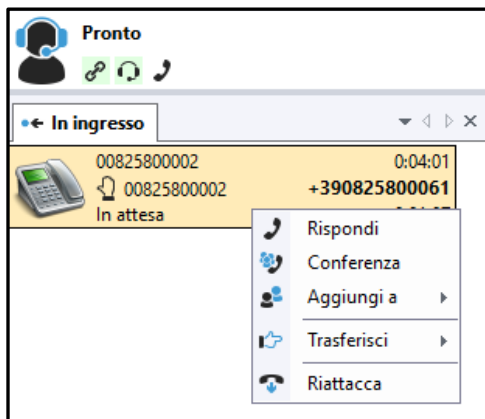 Pronto
In ingresso
00825800002 0:04:01
00825800002 +390825800061
In attesa
Rispondi
Conferenza
Aggiungi a
Trasferisci
Riattacca